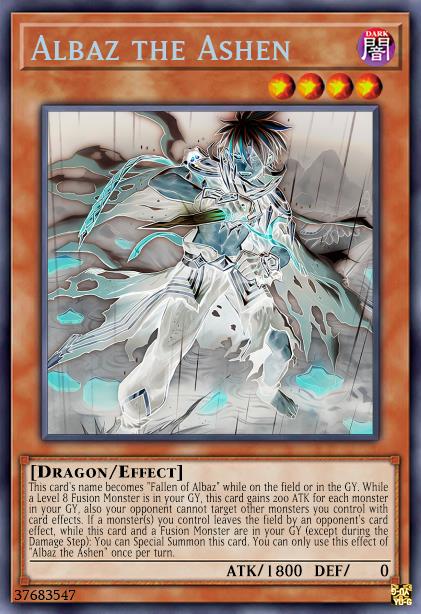 Albaz the Ashen
DARK
闇
[Dragon/Effect]
This card's name becomes "Fallen of Albaz" while on the field or in the GY. While
a Level 8 Fusion Monster is in your GY, this card gains 200 ATK for each monster
in your GY, also your opponent cannot target other monsters you control with
card effects. If a monster(s) you control leaves the field by an opponent's card
effect, while this card and a Fusion Monster are in your GY (except during the
Damage Step): You can Special Summon this card. You can only use this effect of
"Albaz the Ashen" once per turn.
ATK/1800 DEF/ 0
37683547